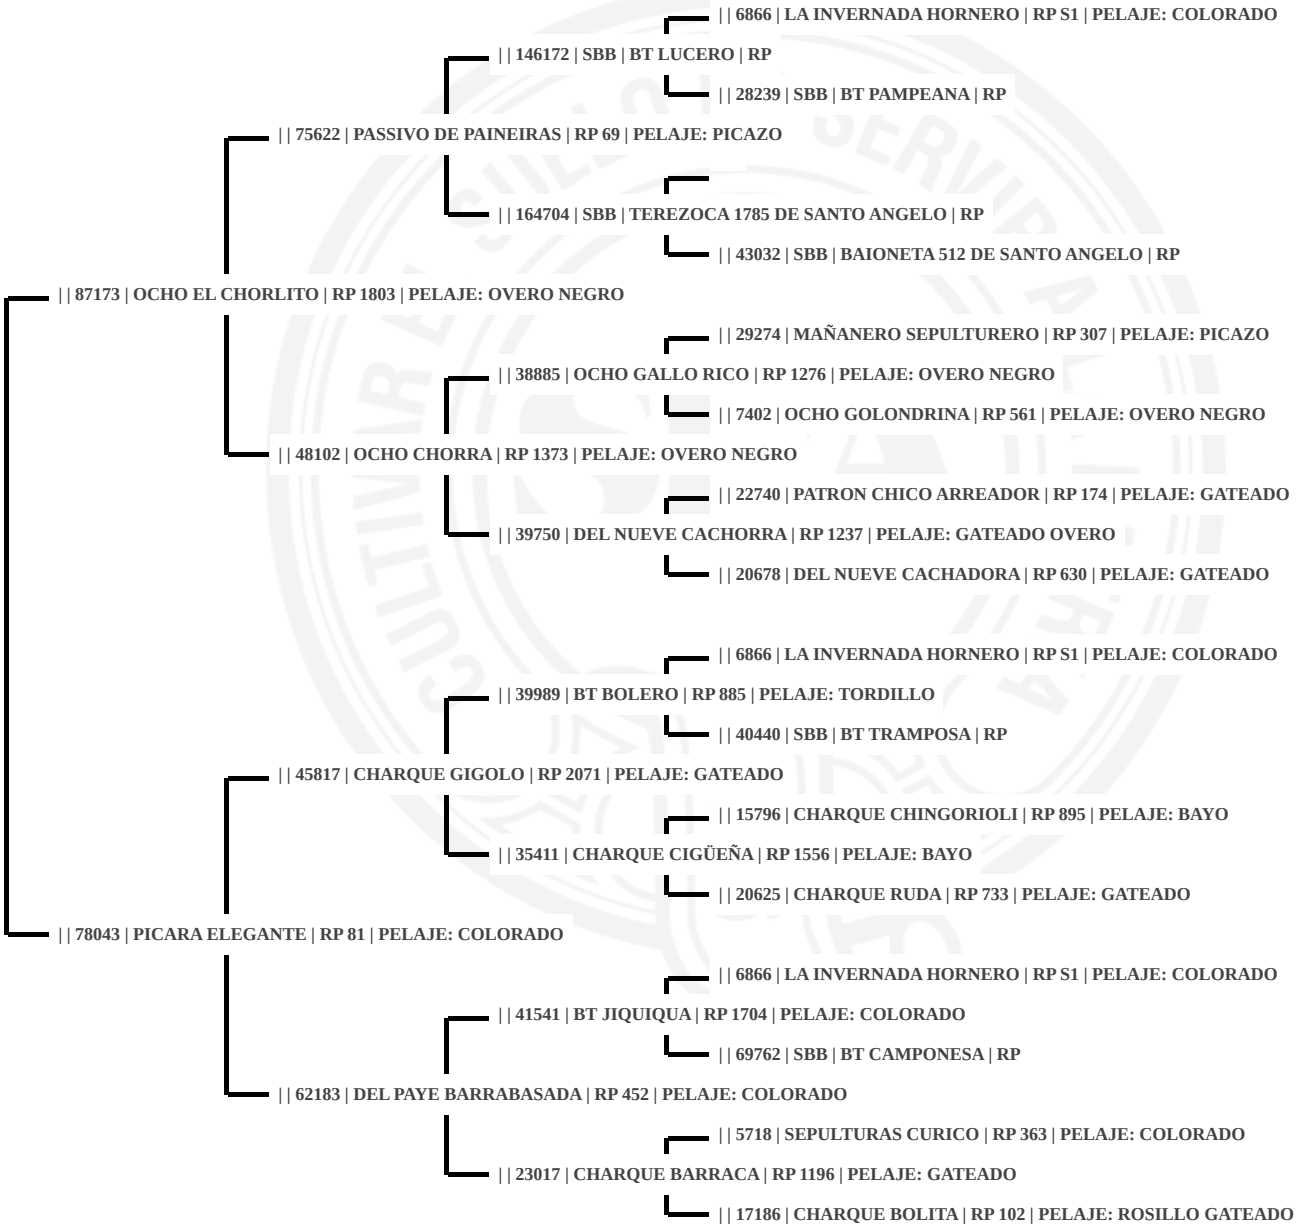 | | 6866 | LA INVERNADA HORNERO | RP S1 | PELAJE: COLORADO
| | 146172 | SBB | BT LUCERO | RP
| | 28239 | SBB | BT PAMPEANA | RP
| | 75622 | PASSIVO DE PAINEIRAS | RP 69 | PELAJE: PICAZO
| | 164704 | SBB | TEREZOCA 1785 DE SANTO ANGELO | RP
| | 43032 | SBB | BAIONETA 512 DE SANTO ANGELO | RP
| | 87173 | OCHO EL CHORLITO | RP 1803 | PELAJE: OVERO NEGRO
| | 29274 | MAÑANERO SEPULTURERO | RP 307 | PELAJE: PICAZO
| | 38885 | OCHO GALLO RICO | RP 1276 | PELAJE: OVERO NEGRO
| | 7402 | OCHO GOLONDRINA | RP 561 | PELAJE: OVERO NEGRO
| | 48102 | OCHO CHORRA | RP 1373 | PELAJE: OVERO NEGRO
| | 22740 | PATRON CHICO ARREADOR | RP 174 | PELAJE: GATEADO
| | 39750 | DEL NUEVE CACHORRA | RP 1237 | PELAJE: GATEADO OVERO
| | 20678 | DEL NUEVE CACHADORA | RP 630 | PELAJE: GATEADO
| | 6866 | LA INVERNADA HORNERO | RP S1 | PELAJE: COLORADO
| | 39989 | BT BOLERO | RP 885 | PELAJE: TORDILLO
| | 40440 | SBB | BT TRAMPOSA | RP
| | 45817 | CHARQUE GIGOLO | RP 2071 | PELAJE: GATEADO
| | 15796 | CHARQUE CHINGORIOLI | RP 895 | PELAJE: BAYO
| | 35411 | CHARQUE CIGÜEÑA | RP 1556 | PELAJE: BAYO
| | 20625 | CHARQUE RUDA | RP 733 | PELAJE: GATEADO
| | 78043 | PICARA ELEGANTE | RP 81 | PELAJE: COLORADO
| | 6866 | LA INVERNADA HORNERO | RP S1 | PELAJE: COLORADO
| | 41541 | BT JIQUIQUA | RP 1704 | PELAJE: COLORADO
| | 69762 | SBB | BT CAMPONESA | RP
| | 62183 | DEL PAYE BARRABASADA | RP 452 | PELAJE: COLORADO
| | 5718 | SEPULTURAS CURICO | RP 363 | PELAJE: COLORADO
| | 23017 | CHARQUE BARRACA | RP 1196 | PELAJE: GATEADO
| | 17186 | CHARQUE BOLITA | RP 102 | PELAJE: ROSILLO GATEADO